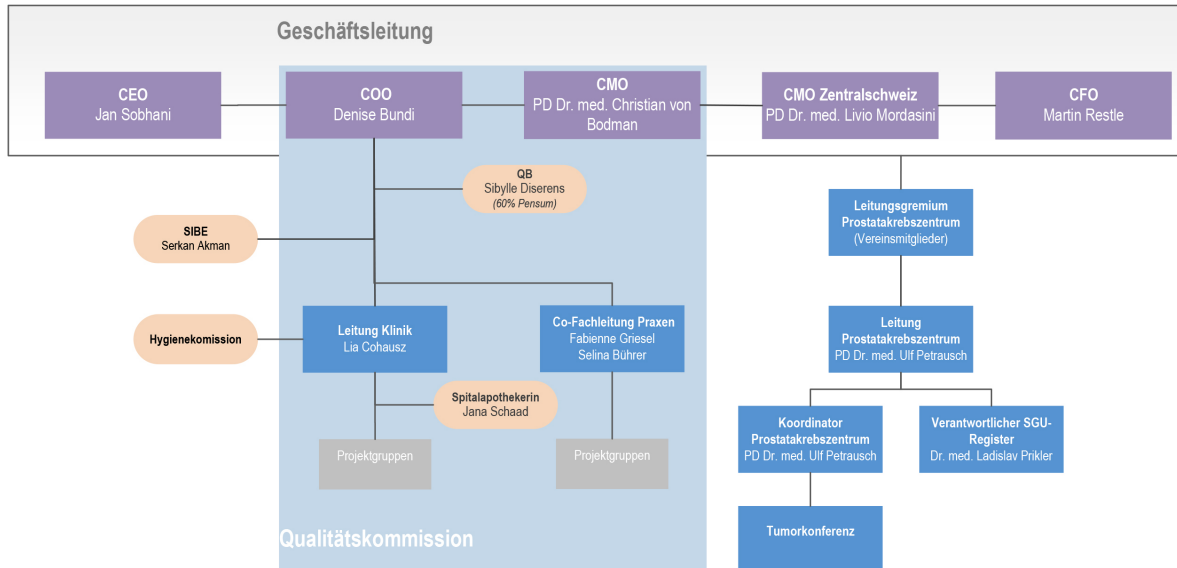 Geschäftsleitung
CEO
Jan Sobhani
COO
Denise Bundi
CMO
PD Dr. med. Christian von
Bodman
CMO Zentralschweiz
PD Dr. med. Livio Mordasini
CFO
Martin Restle
QB
Sibylle Diserens
(60% Pensum)
SIBE
Serkan Akman
Leitungsgremium
Prostatakrebszentrum
(Vereinsmitglieder)
Hygienekomission
Leitung Klinik
Lia Cohausz
Co-Fachleitung Praxen
Fabienne Griesel
Selina Bührer
Leitung
Prostatakrebszentrum
PD Dr. med. Ulf Petrausch
Spitalapothekerin
Jana Schaad
Koordinator
Prostatakrebszentrum
PD Dr. med. Ulf Petrausch
Verantwortlicher SGU-
Register
Dr. med. Ladislav Prikler
Projektgruppen
Projektgruppen
Tumorkonferenz
Qualitätskommission